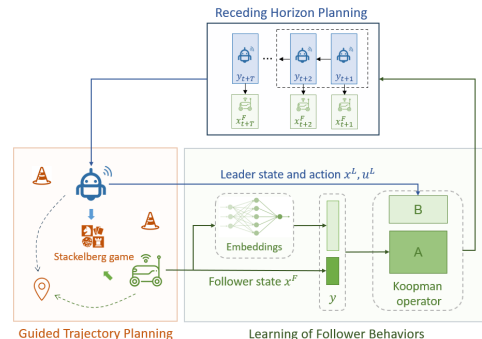 Receding Horizon Planning
y_{t+T} ... y_{t+2} y_{t+1}
x^F_{t+T} x^F_{t+2} x^F_{t+1}
Leader state and action x^L, u^L
B
Embeddings
A
Stackelberg game
Follower state x^F
y
Koopman
operator
Guided Trajectory Planning
Learning of Follower Behaviors